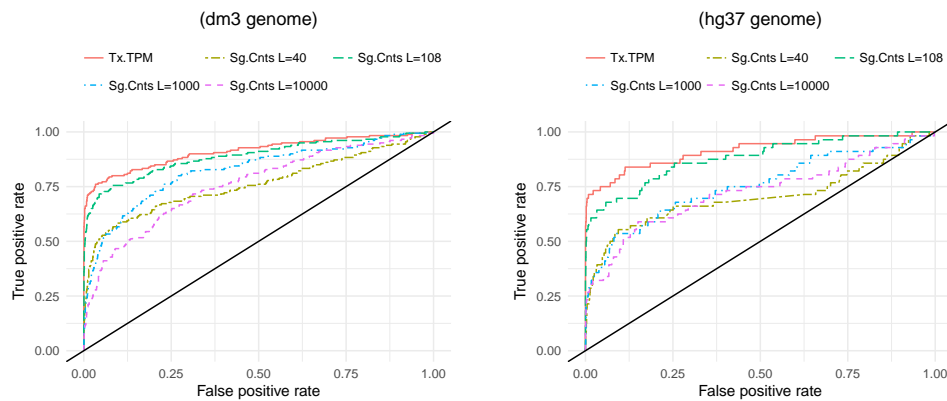 (dm3 genome)
Tx.TPM
Sg.Cnts L=40
Sg.Cnts L=108
Sg.Cnts L=1000
Sg.Cnts L=10000
1.00
0.75
0.50
0.25
0.00
True positive rate
0.00 0.25 0.50 0.75 1.00
False positive rate
(hg37 genome)
Tx.TPM
Sg.Cnts L=40
Sg.Cnts L=108
Sg.Cnts L=1000
Sg.Cnts L=10000
1.00
0.75
0.50
0.25
0.00
True positive rate
0.00 0.25 0.50 0.75 1.00
False positive rate